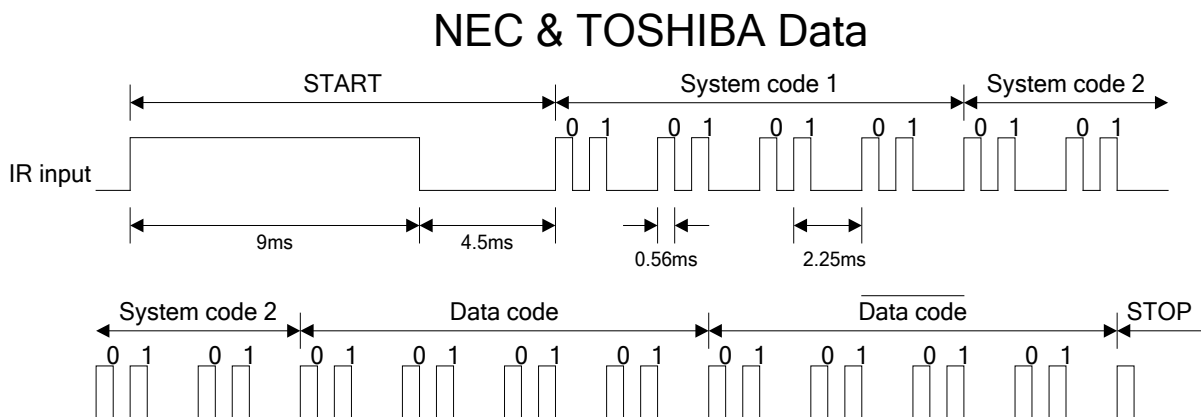 NEC & TOSHIBA Data
START System code 1 System code 2
0 1 0 1 0 1 0 1 0 1 0 1
IR input
9ms 4.5ms 0.56ms 2.25ms
System code 2 Data code Data code STOP
0 1 0 1 0 1 0 1 0 1 0 1 0 1 0 1 0 1 0 1